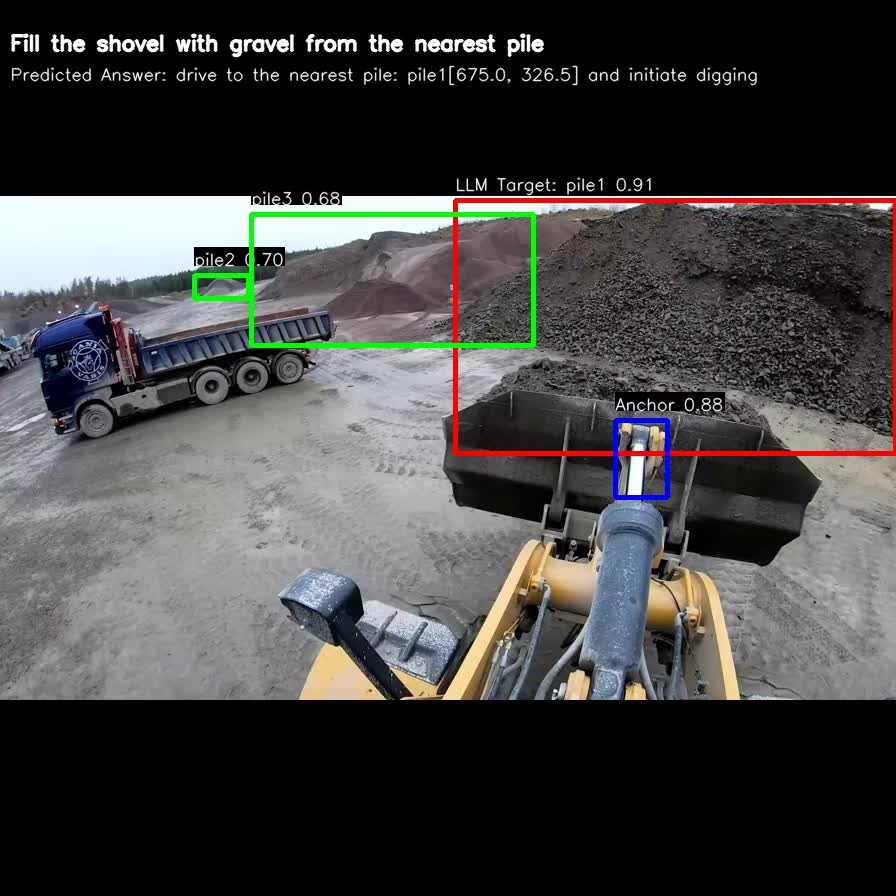 Fill the shovel with gravel from the nearest pile
Predicted Answer: drive to the nearest pile: pile1[675.0, 326.5] and initiate digging
LLM Target: pile1 0.91
pile3 0.68
pile2 0.70
Anchor 0.88
SCANIA
VABIS